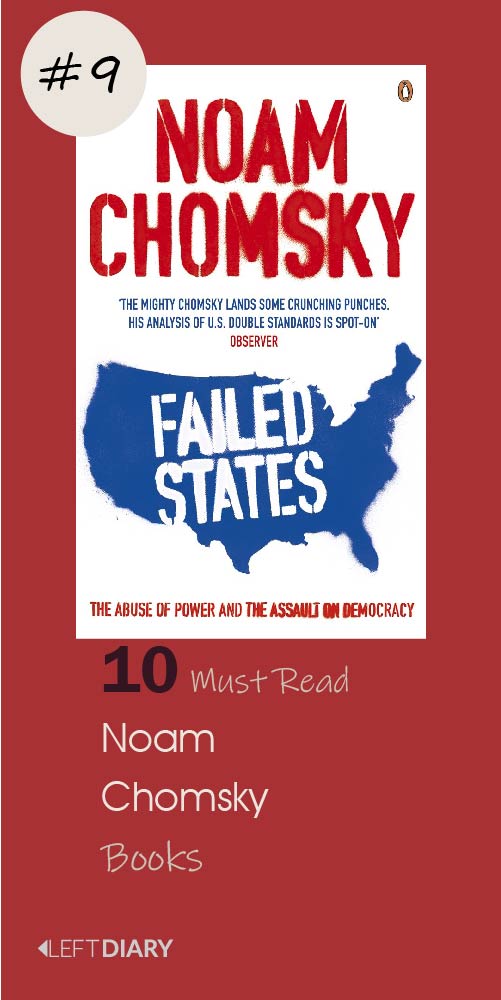 #9
NOAM
CHOMSKY
'THE MIGHTY CHOMSKY LANDS SOME CRUNCHING PUNCHES.
HIS ANALYSIS OF U.S. DOUBLE STANDARDS IS SPOT-ON'
OBSERVER
FAILED
STATES
THE ABUSE OF POWER AND THE ASSAULT ON DEMOCRACY
10 Must Read
Noam
Chomsky
Books
LEFTDIARY